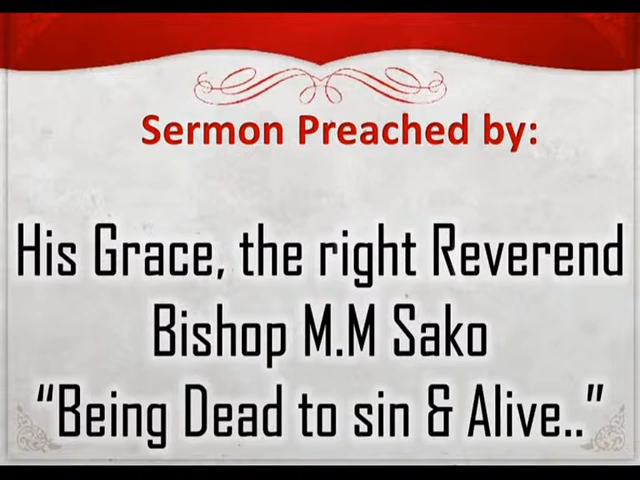 Sermon Preached by:
His Grace, the right Reverend
Bishop M.M Sako
“Being Dead to sin & Alive..”